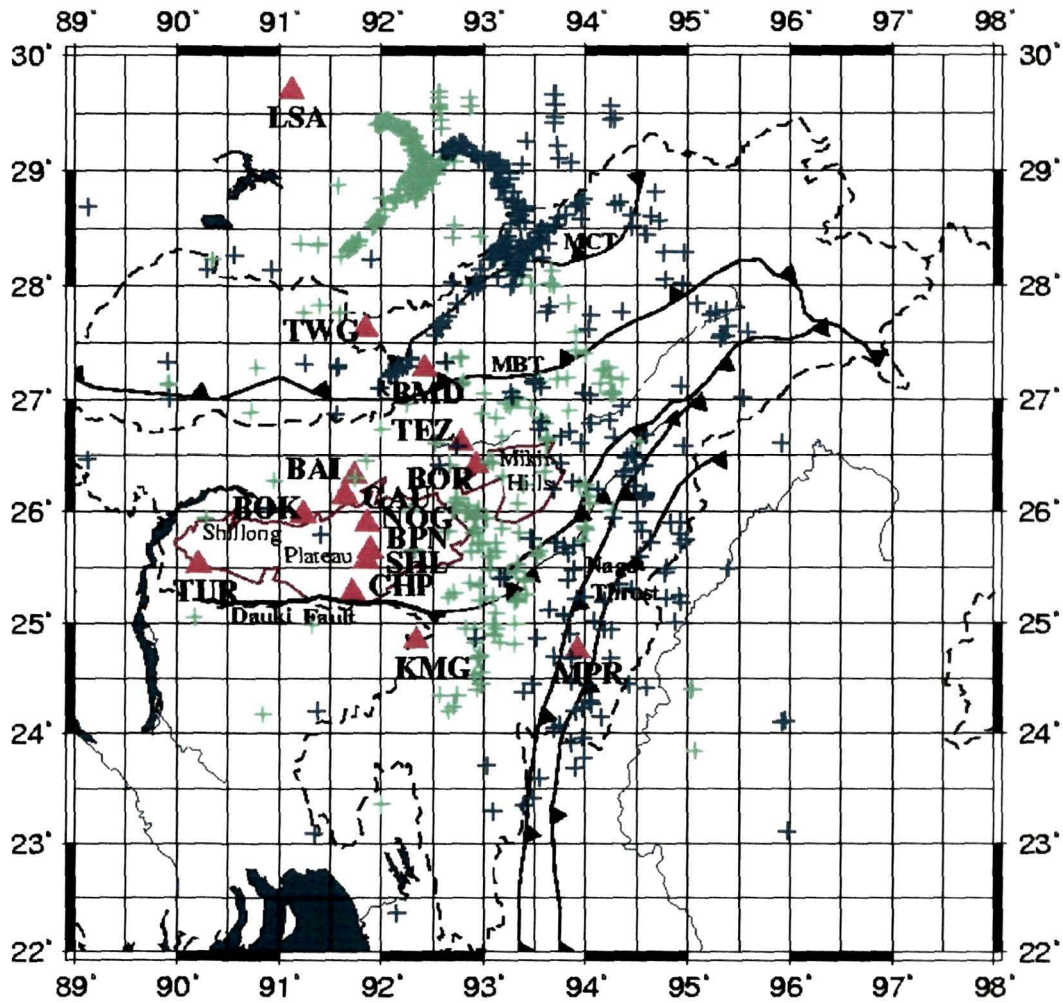 89° 90° 91° 92° 93° 94° 95° 96° 97° 98°
30° 30°
LSA
29° 29°
MCT
28° 28°
TWG
MBT
27° BMD 27°
TEZ
BAI BOR Mikir
Hills
26° BOK GAU 26°
NOG
Shillong BPN
Plateau SHL Naga
TUR CHP Thrust
25° Dauki Fault 25°
KMG MPR
24° 24°
23° 23°
22° 22°
89° 90° 91° 92° 93° 94° 95° 96° 97° 98°